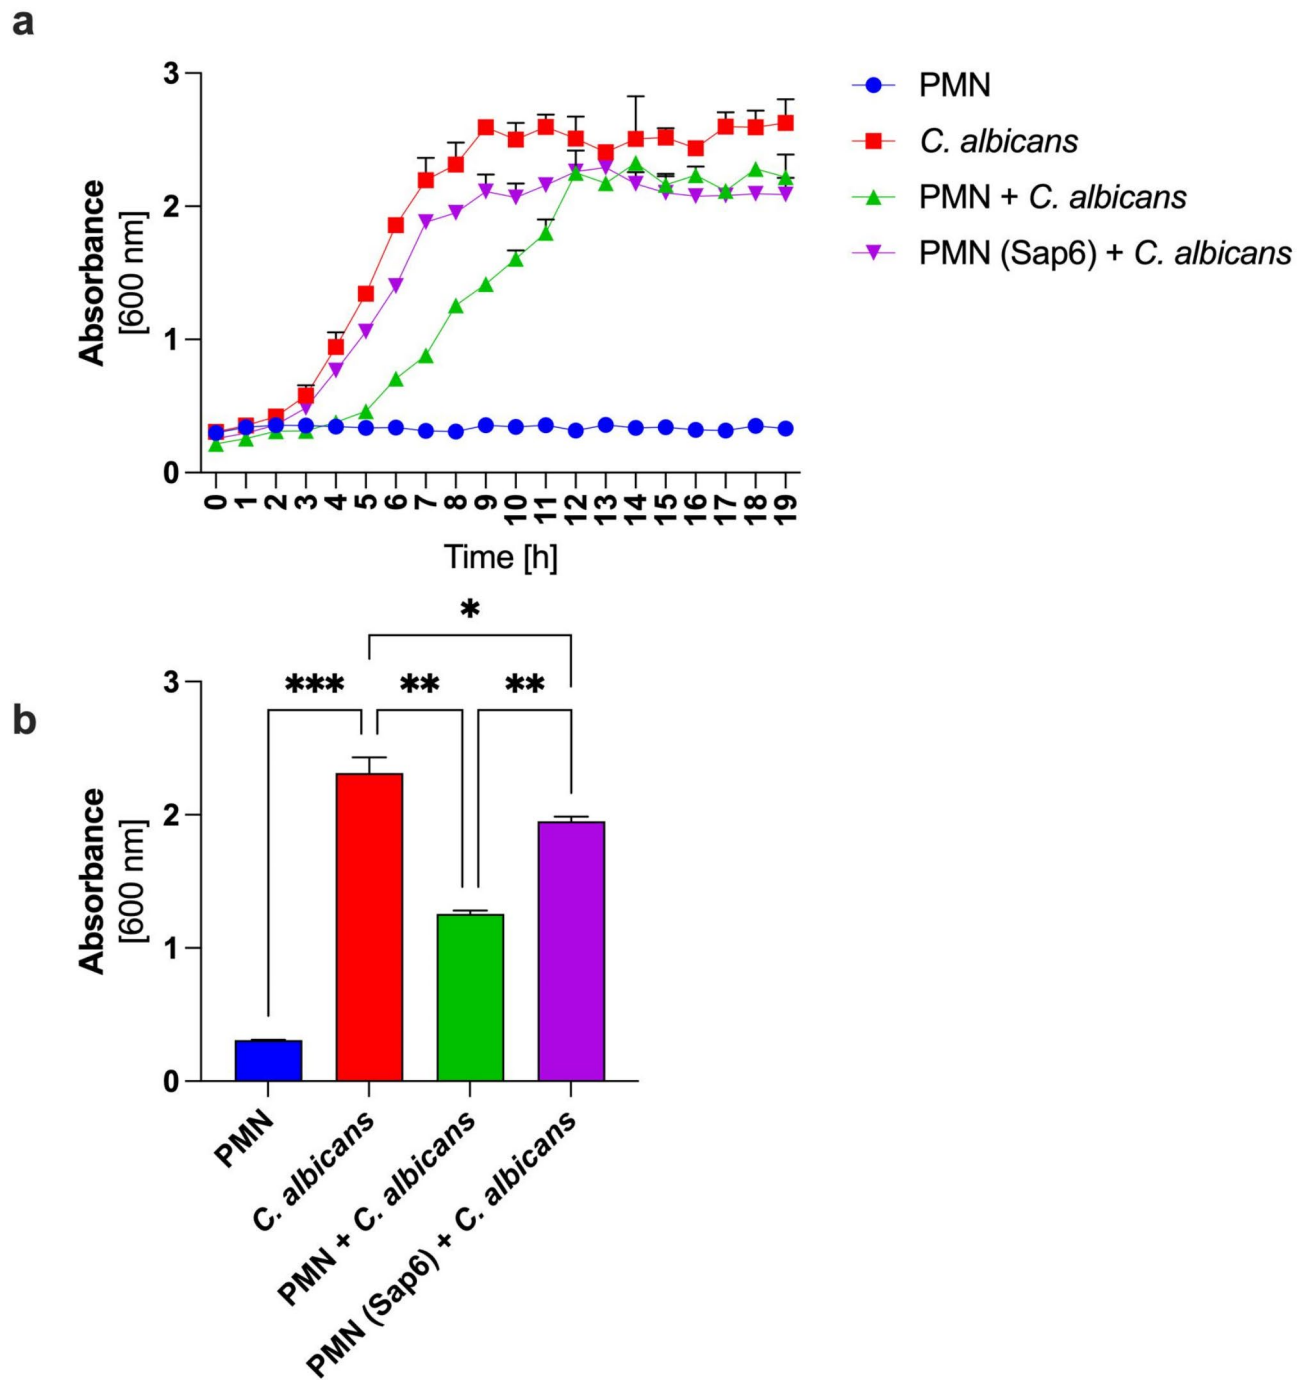 a
3
2
1
0
Absorbance
[600 nm]
0 1 2 3 4 5 6 7 8 9 10 11 12 13 14 15 16 17 18 19
Time [h]
PMN
C. albicans
PMN + C. albicans
PMN (Sap6) + C. albicans
b
*
*** ** **
3
2
1
0
Absorbance
[600 nm]
PMN
C. albicans
PMN + C. albicans
PMN (Sap6) + C. albicans